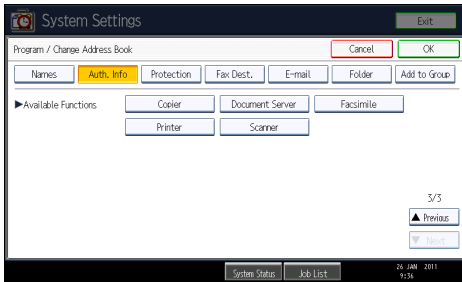 System Settings Exit
Program / Change Address Book Cancel OK
Names Auth. Info Protection Fax Dest. E-mail Folder Add to Group
▶Available Functions Copier Document Server Facsimile
Printer Scanner
3/3
▲ Previous
▼ Next
System Status Job List 26 JAN 2011
9:36